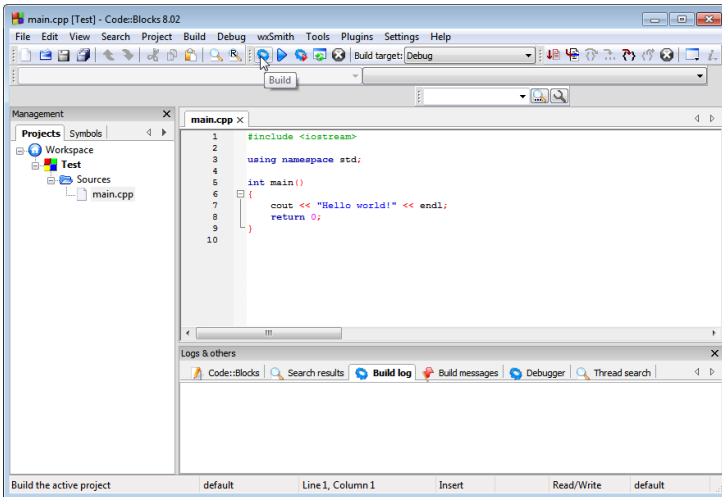 main.cpp [Test] - Code::Blocks 8.02
File Edit View Search Project Build Debug wxSmith Tools Plugins Settings Help
Build target: Debug
Build
Management
main.cpp
Projects Symbols
Workspace
Test
Sources
main.cpp
1 #include <iostream>
2
3 using namespace std;
4
5 int main()
6 {
7 cout << "Hello world!" << endl;
8 return 0;
9 }
10
Logs & others
Code::Blocks Search results Build log Build messages Debugger Thread search
Build the active project default Line 1, Column 1 Insert Read/Write default